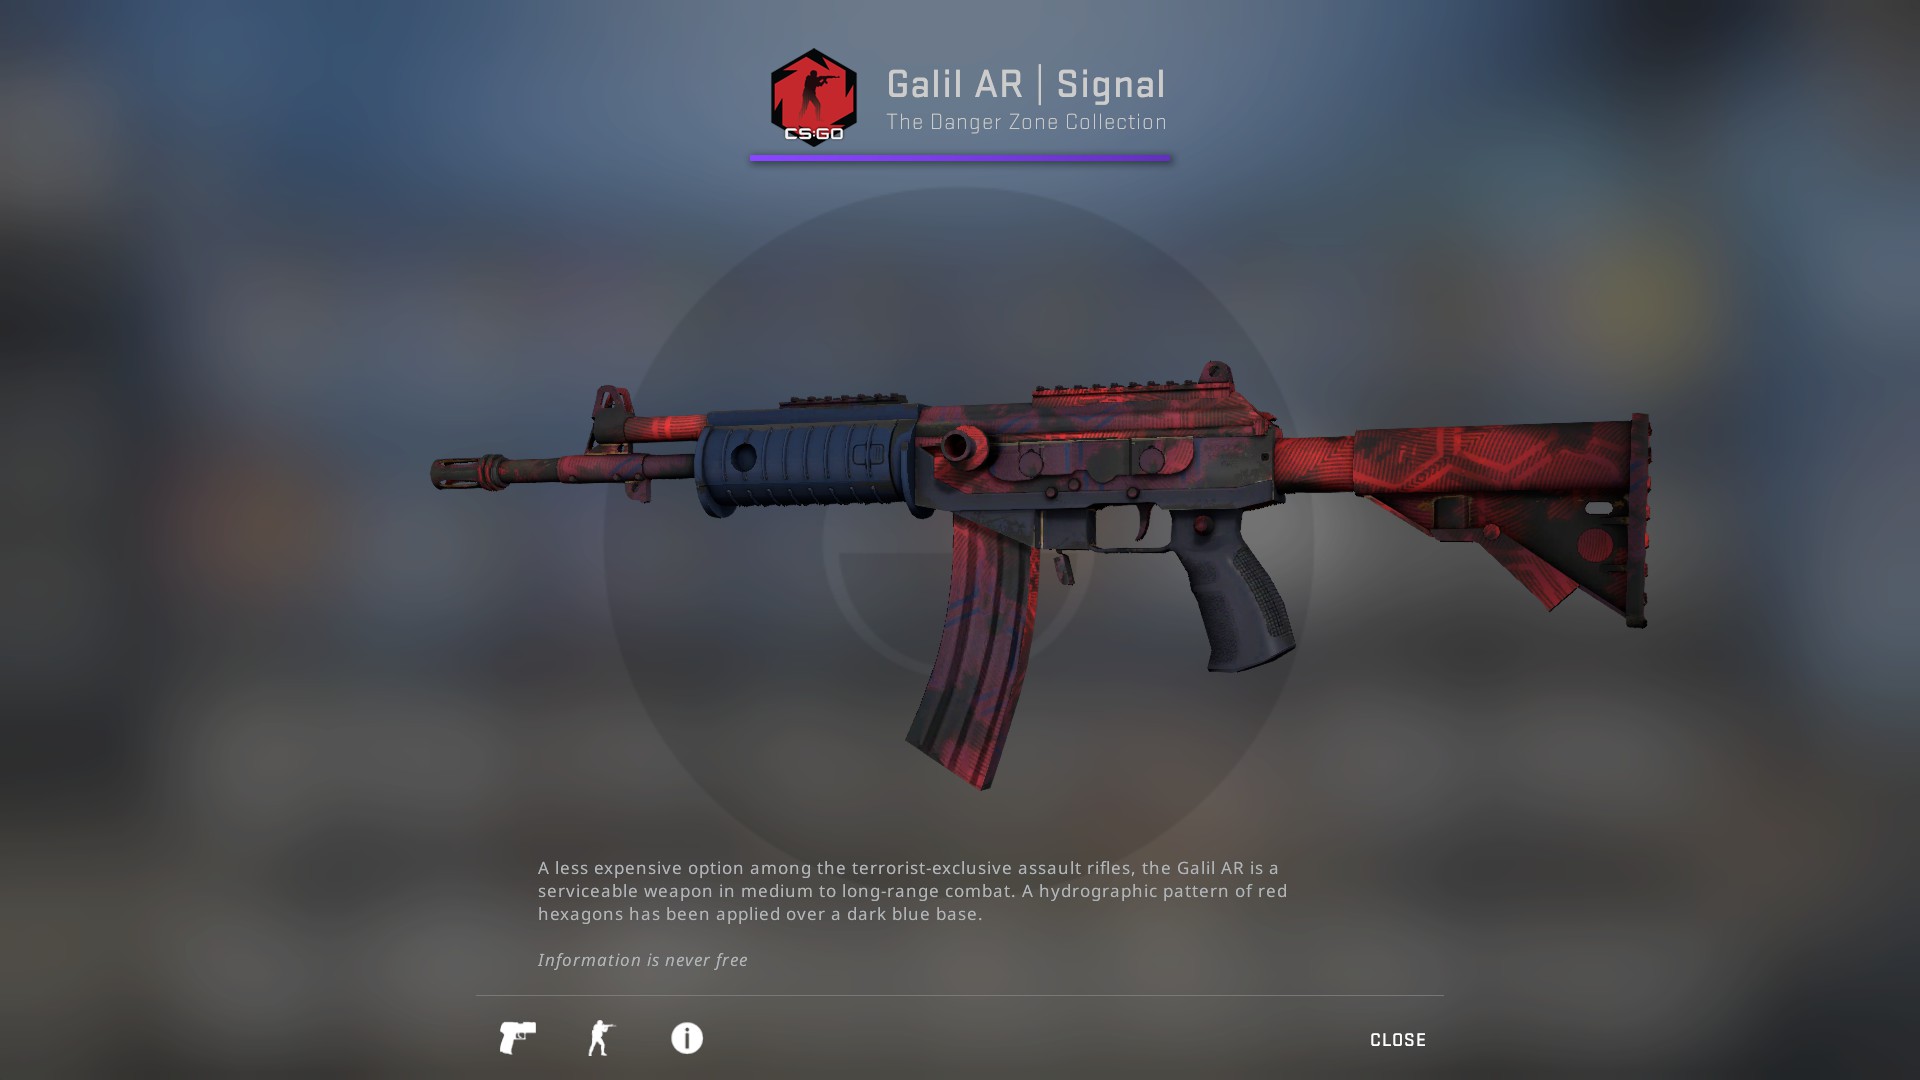 CS:GO
Galil AR | Signal
The Danger Zone Collection
A less expensive option among the terrorist-exclusive assault rifles, the Galil AR is a
serviceable weapon in medium to long-range combat. A hydrographic pattern of red
hexagons has been applied over a dark blue base.
Information is never free
CLOSE